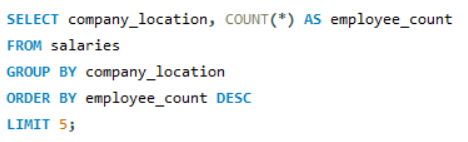 SELECT company_location, COUNT(*) AS employee_count
FROM salaries
GROUP BY company_location
ORDER BY employee_count DESC
LIMIT 5;